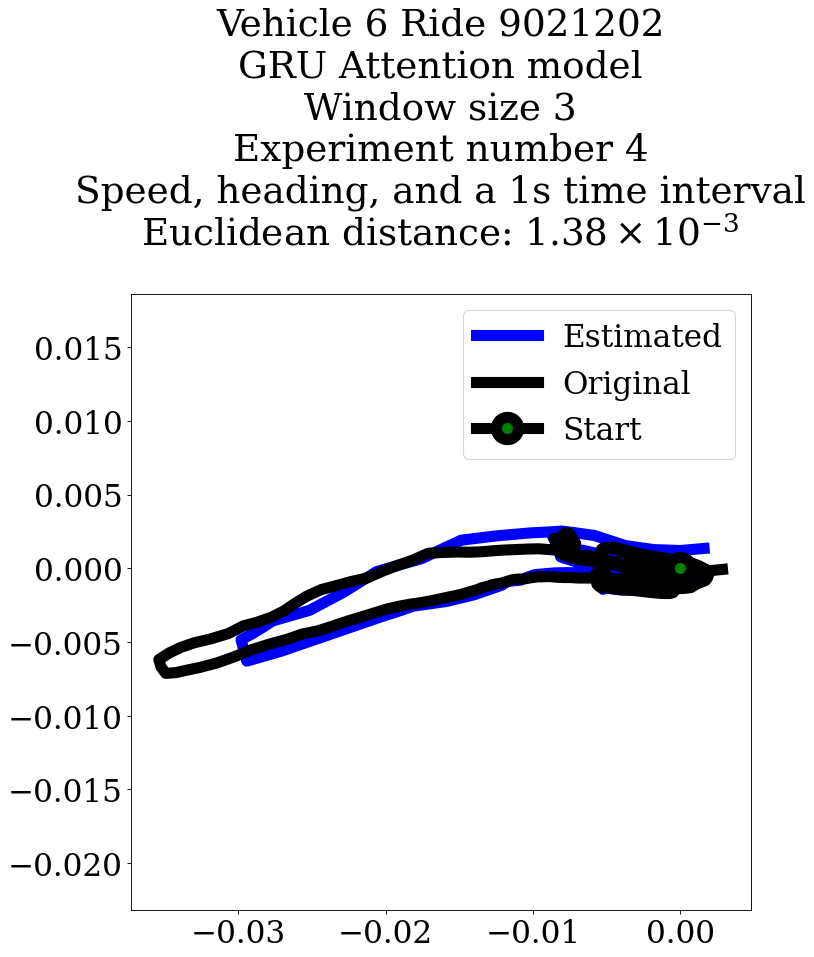 Vehicle 6 Ride 9021202
GRU Attention model
Window size 3
Experiment number 4
Speed, heading, and a 1s time interval
Euclidean distance: 1.38 × 10⁻³
Estimated
Original
Start
0.015
0.010
0.005
0.000
−0.005
−0.010
−0.015
−0.020
−0.03 −0.02 −0.01 0.00